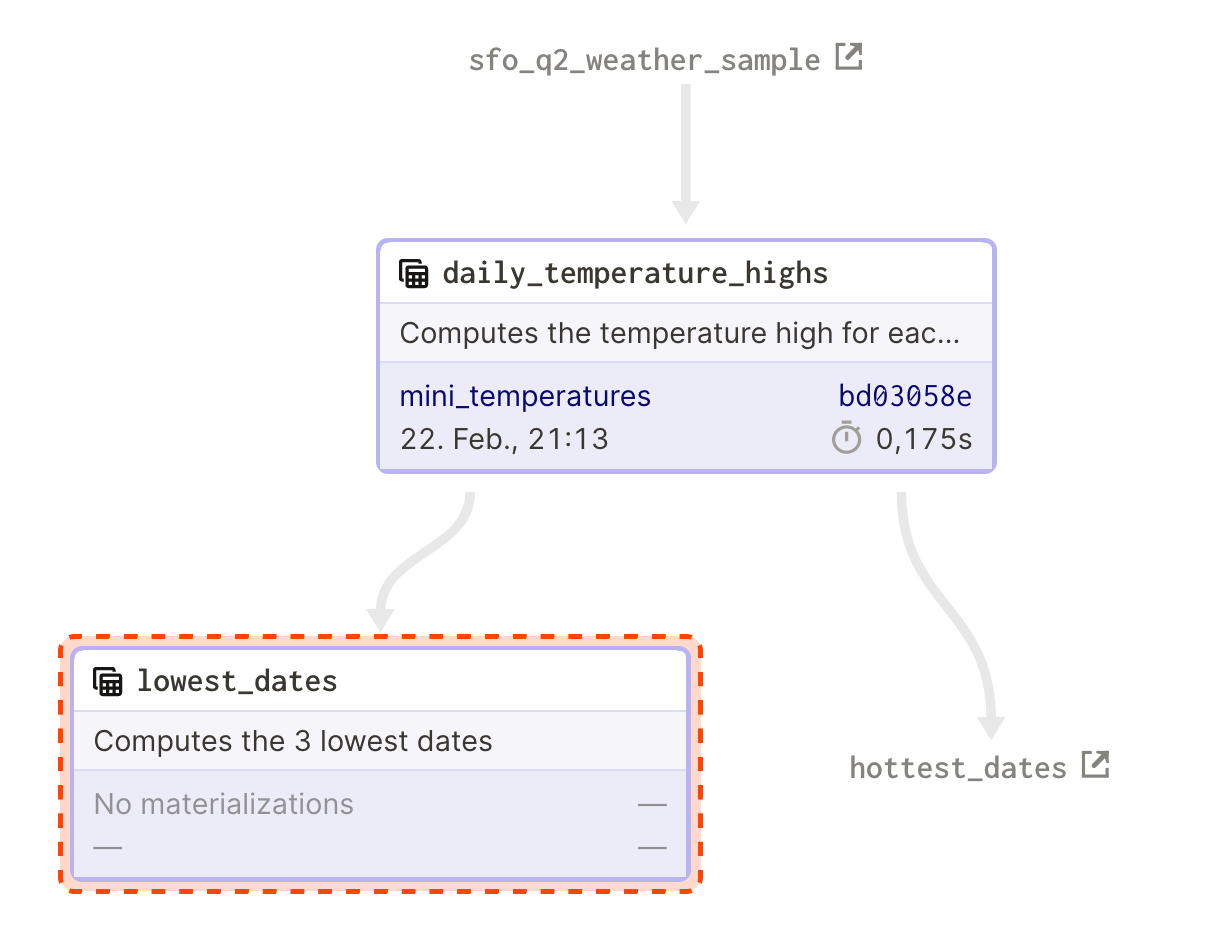 sfo_q2_weather_sample
daily_temperature_highs
Computes the temperature high for eac...
mini_temperatures bd03058e
22. Feb., 21:13 0,175s
lowest_dates
Computes the 3 lowest dates
No materializations —
— —
hottest_dates